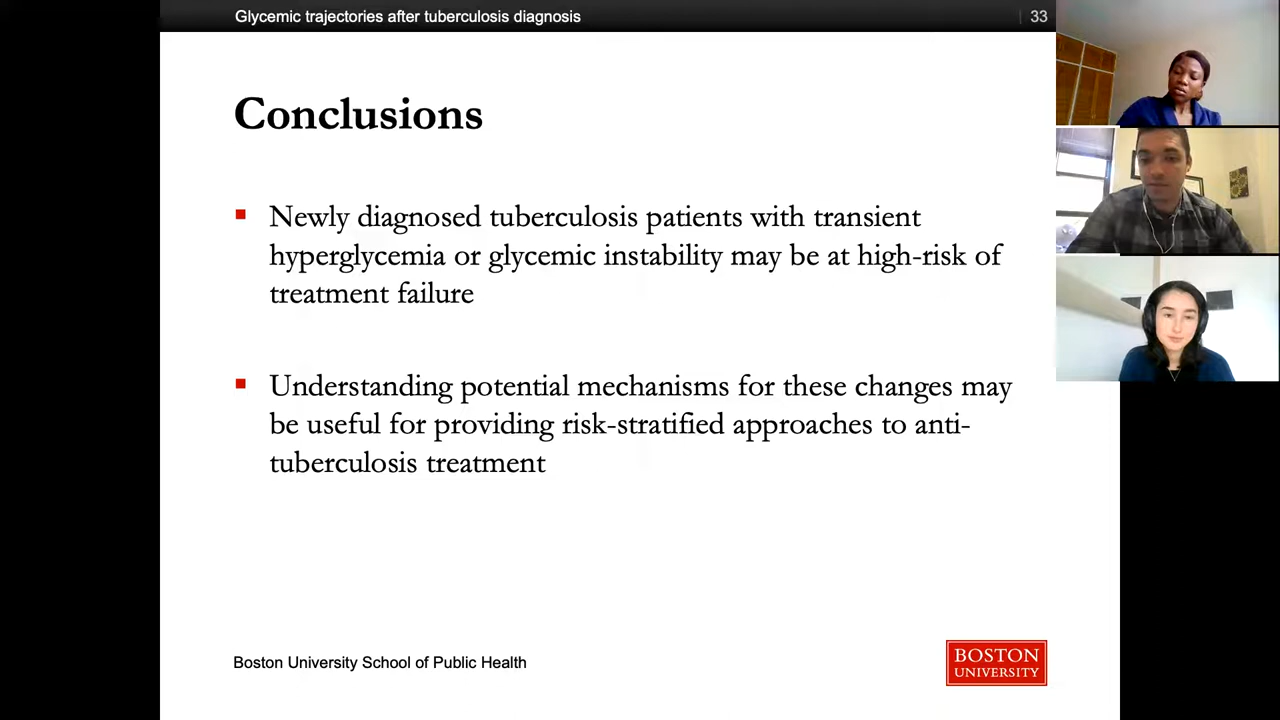 Glycemic trajectories after tuberculosis diagnosis
33
Conclusions
Newly diagnosed tuberculosis patients with transient
hyperglycemia or glycemic instability may be at high-risk of
treatment failure
Understanding potential mechanisms for these changes may
be useful for providing risk-stratified approaches to anti-
tuberculosis treatment
Boston University School of Public Health
BOSTON
UNIVERSITY